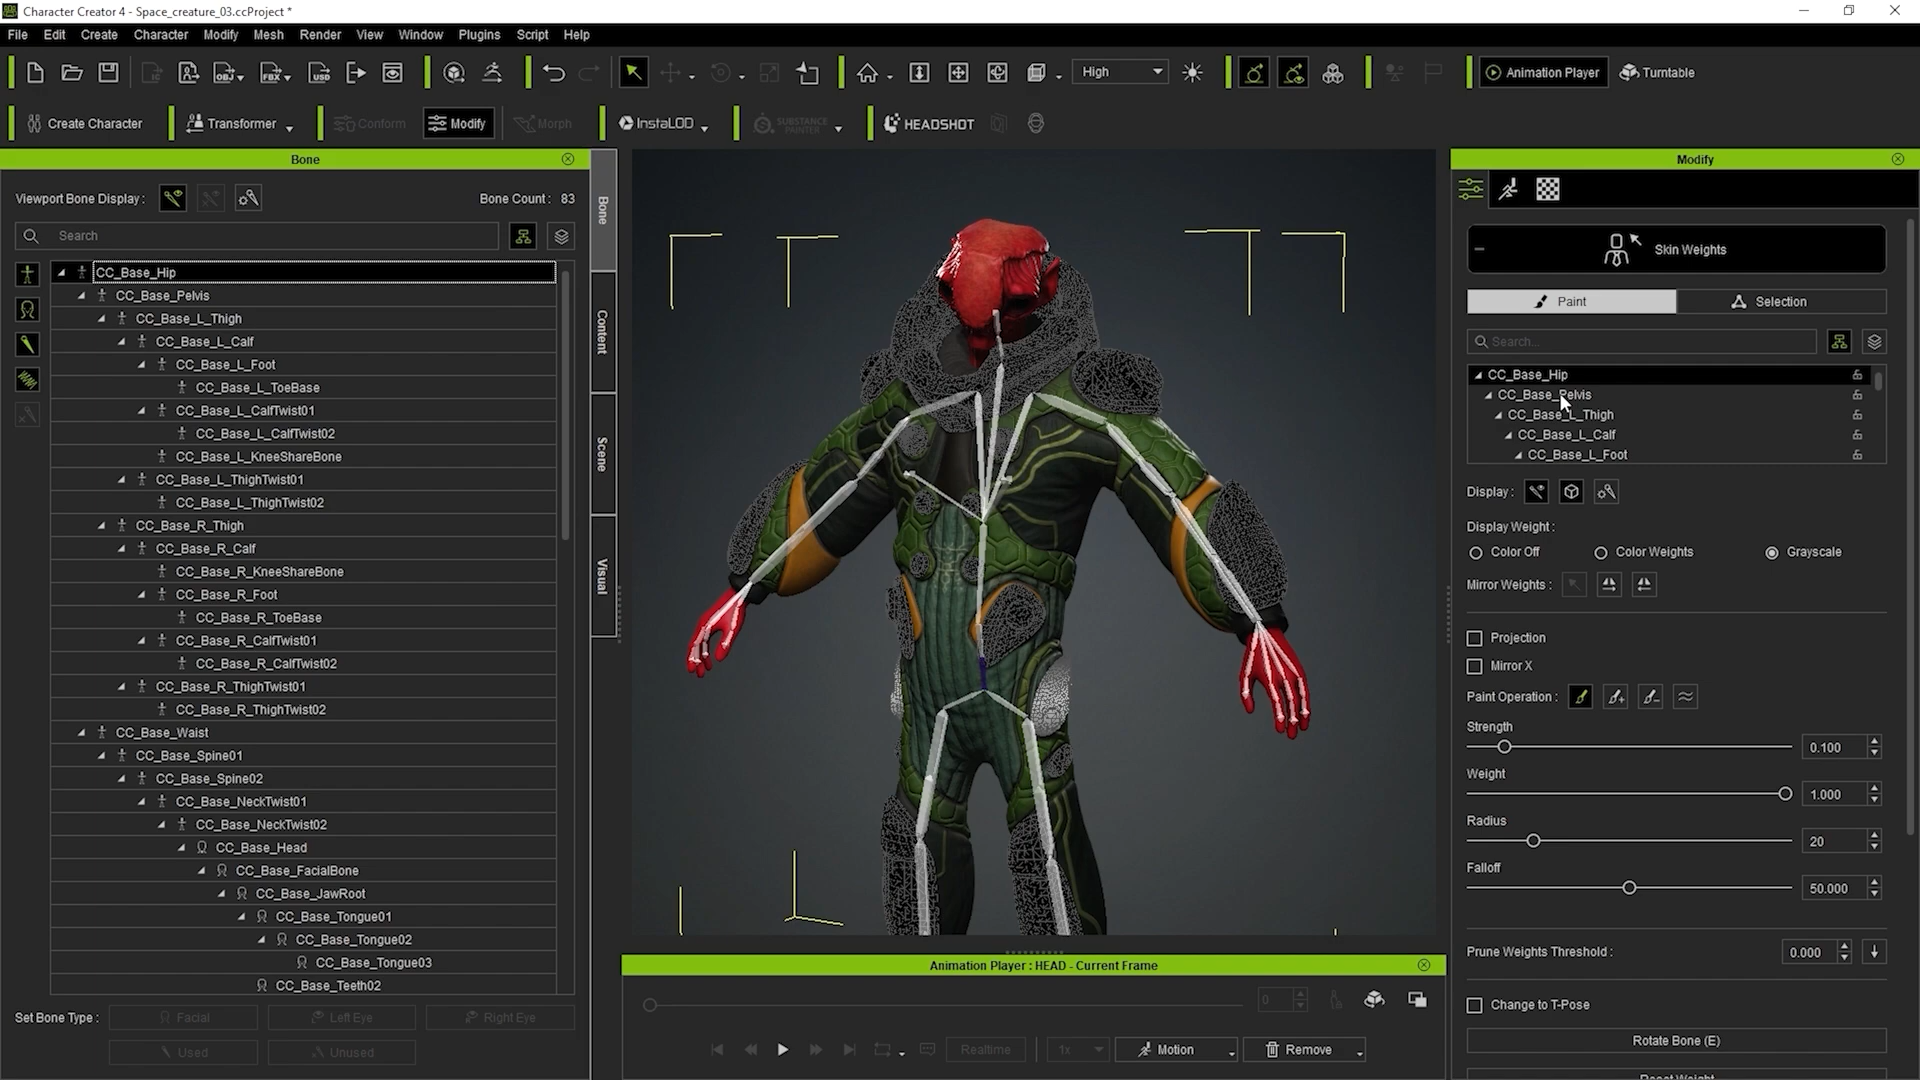 Character Creator 4 - Space_creature_03.ccProject *
File Edit Create Character Modify Mesh Render View Window Plugins Script Help
High Animation Player Turntable
Create Character Transformer Conform Modify Morph InstaLOD SUBSTANCE PAINTER HEADSHOT
Bone
Viewport Bone Display : Bone Count : 83
Search
CC_Base_Hip
CC_Base_Pelvis
CC_Base_L_Thigh
CC_Base_L_Calf
CC_Base_L_Foot
CC_Base_L_ToeBase
CC_Base_L_CalfTwist01
CC_Base_L_CalfTwist02
CC_Base_L_KneeShareBone
CC_Base_L_ThighTwist01
CC_Base_L_ThighTwist02
CC_Base_R_Thigh
CC_Base_R_Calf
CC_Base_R_KneeShareBone
CC_Base_R_Foot
CC_Base_R_ToeBase
CC_Base_R_CalfTwist01
CC_Base_R_CalfTwist02
CC_Base_R_ThighTwist01
CC_Base_R_ThighTwist02
CC_Base_Waist
CC_Base_Spine01
CC_Base_Spine02
CC_Base_NeckTwist01
CC_Base_NeckTwist02
CC_Base_Head
CC_Base_FacialBone
CC_Base_JawRoot
CC_Base_Tongue01
CC_Base_Tongue02
CC_Base_Tongue03
CC_Base_Teeth02
Set Bone Type : Facial Left Eye Right Eye
Used Unused
Bone
Content
Scene
Visual
Animation Player : HEAD - Current Frame
0
Realtime 1x Motion Remove
Modify
Skin Weights
Paint Selection
Search...
CC_Base_Hip
CC_Base_Pelvis
CC_Base_L_Thigh
CC_Base_L_Calf
CC_Base_L_Foot
Display :
Display Weight :
Color Off Color Weights Grayscale
Mirror Weights :
Projection
Mirror X
Paint Operation :
Strength
0.100
Weight
1.000
Radius
20
Falloff
50.000
Prune Weights Threshold : 0.000
Change to T-Pose
Rotate Bone (E)
Reset Weight